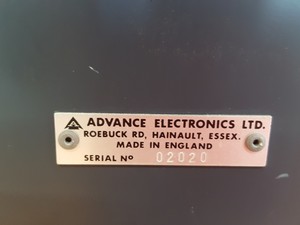 ADVANCE ELECTRONICS LTD.
ROEBUCK RD, HAINAULT, ESSEX.
MADE IN ENGLAND
SERIAL Nº 02020